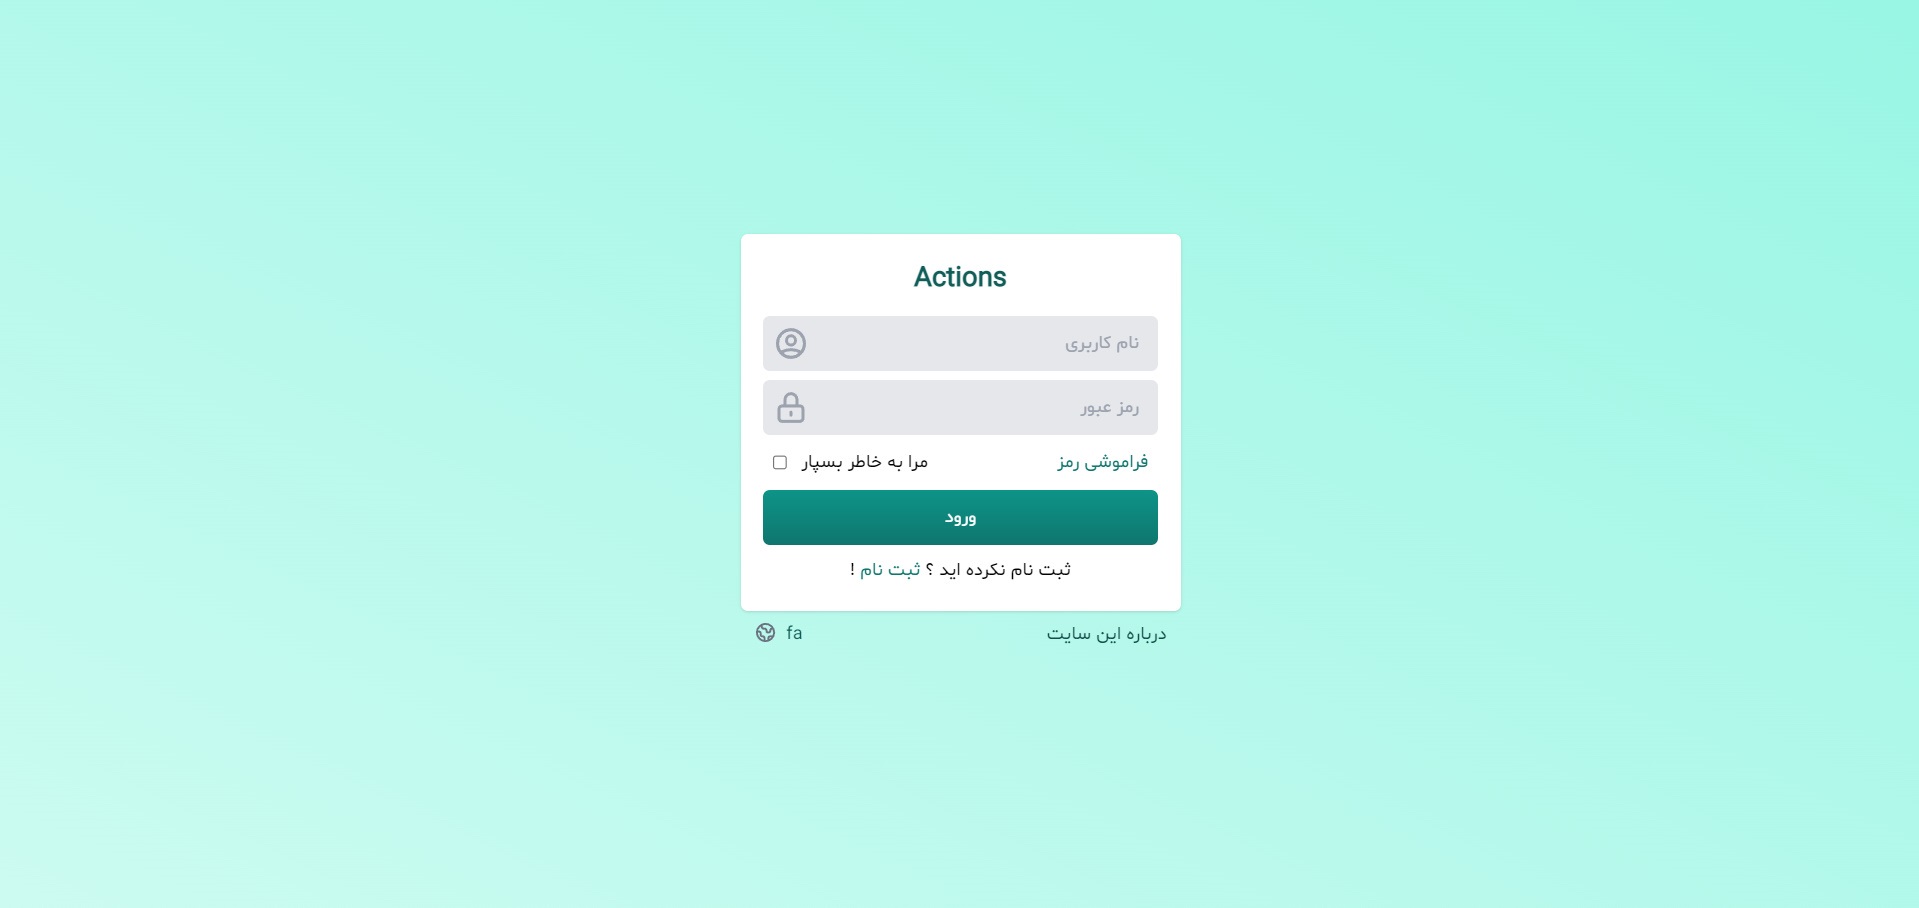 Actions
نام کاربری
رمز عبور
فراموشی رمز مرا به خاطر بسپار
ورود
ثبت نام نکرده اید ؟ ثبت نام !
درباره این سایت fa